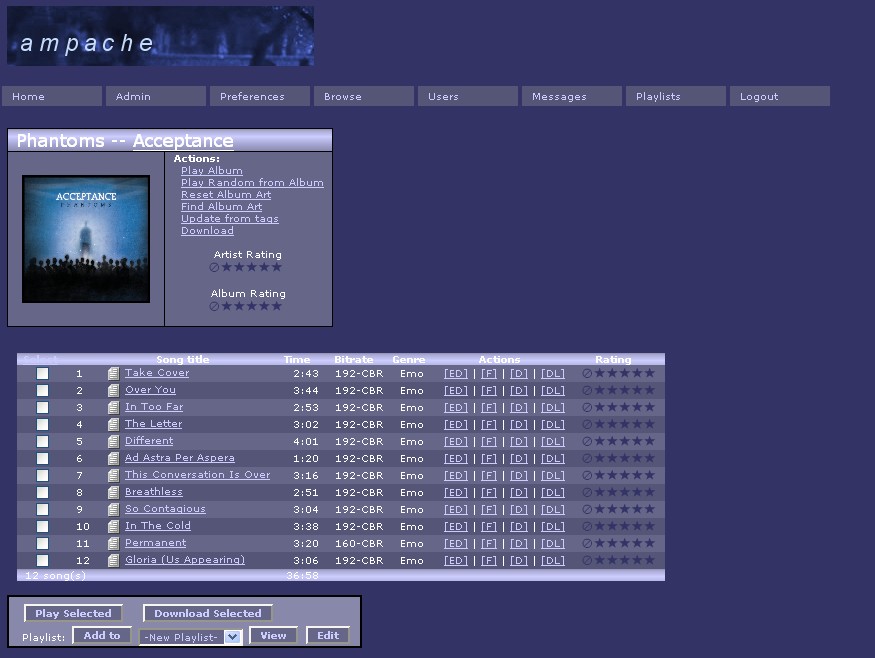 ampache
Home Admin Preferences Browse Users Messages Playlists Logout
Phantoms -- Acceptance
ACCEPTANCE
PHANTOMS
Actions:
Play Album
Play Random from Album
Reset Album Art
Find Album Art
Update from tags
Download
Artist Rating
Album Rating
Select Song title Time Bitrate Genre Actions Rating
1 Take Cover 2:43 192-CBR Emo [ED] | [F] | [D] | [DL]
2 Over You 3:44 192-CBR Emo [ED] | [F] | [D] | [DL]
3 In Too Far 2:53 192-CBR Emo [ED] | [F] | [D] | [DL]
4 The Letter 3:02 192-CBR Emo [ED] | [F] | [D] | [DL]
5 Different 4:01 192-CBR Emo [ED] | [F] | [D] | [DL]
6 Ad Astra Per Aspera 1:20 192-CBR Emo [ED] | [F] | [D] | [DL]
7 This Conversation Is Over 3:16 192-CBR Emo [ED] | [F] | [D] | [DL]
8 Breathless 2:51 192-CBR Emo [ED] | [F] | [D] | [DL]
9 So Contagious 3:04 192-CBR Emo [ED] | [F] | [D] | [DL]
10 In The Cold 3:38 192-CBR Emo [ED] | [F] | [D] | [DL]
11 Permanent 3:20 160-CBR Emo [ED] | [F] | [D] | [DL]
12 Gloria (Us Appearing) 3:06 192-CBR Emo [ED] | [F] | [D] | [DL]
12 song(s) 36:58
Play Selected Download Selected
Playlist: Add to -New Playlist- View Edit